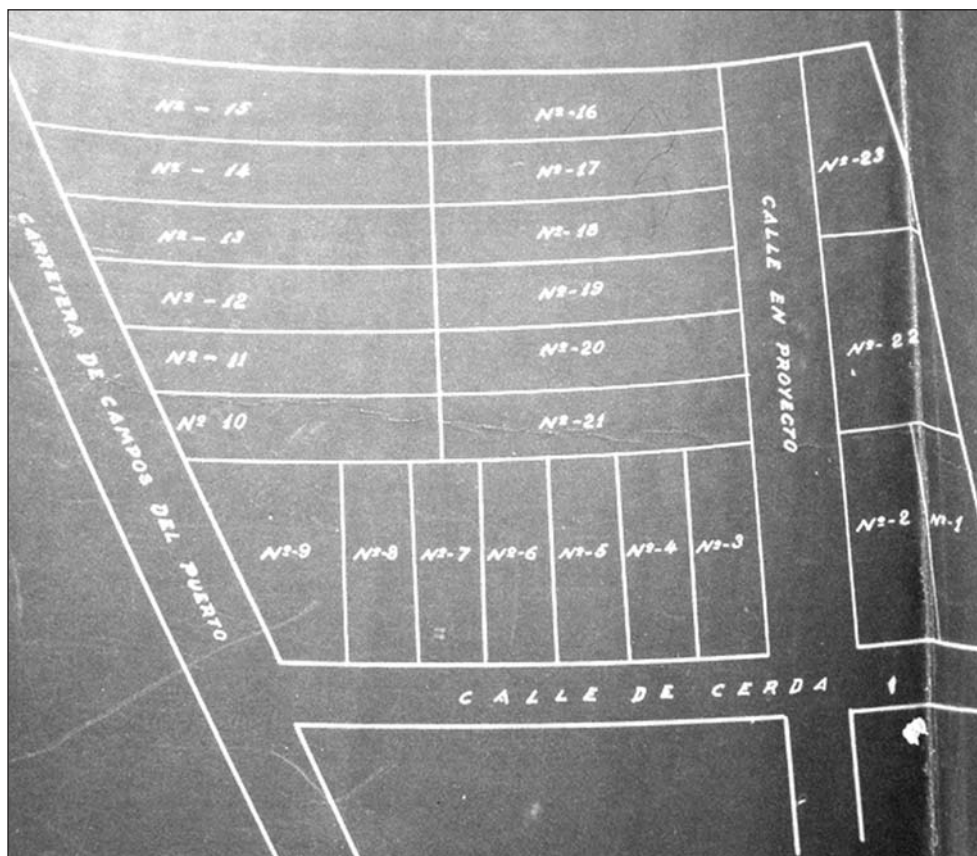 Nº - 15
Nº-16
Nº - 14
Nº-17
Nº-23
Nº - 13
Nº-18
Nº - 12
Nº-19
Nº - 11
Nº-20
Nº-22
Nº 10
Nº-21
CARRETERA DE CAMPOS DEL PUERTO
CALLE EN PROYECTO
Nº-9
Nº-8
Nº-7
Nº-6
Nº-5
Nº-4
Nº-3
Nº-2
Nº-1
CALLE DE CERDA